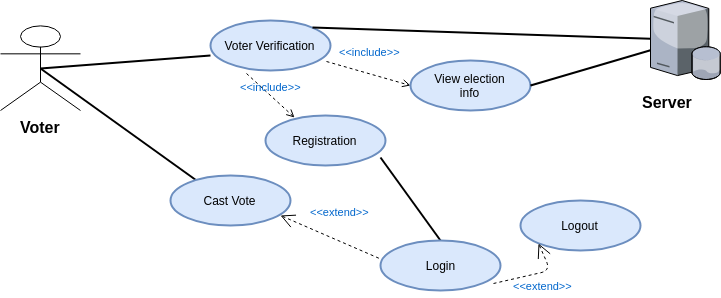 Voter Verification
<<include>>
View election
info
Server
<<include>>
Voter
Registration
Cast Vote
<<extend>>
Logout
Login
<<extend>>